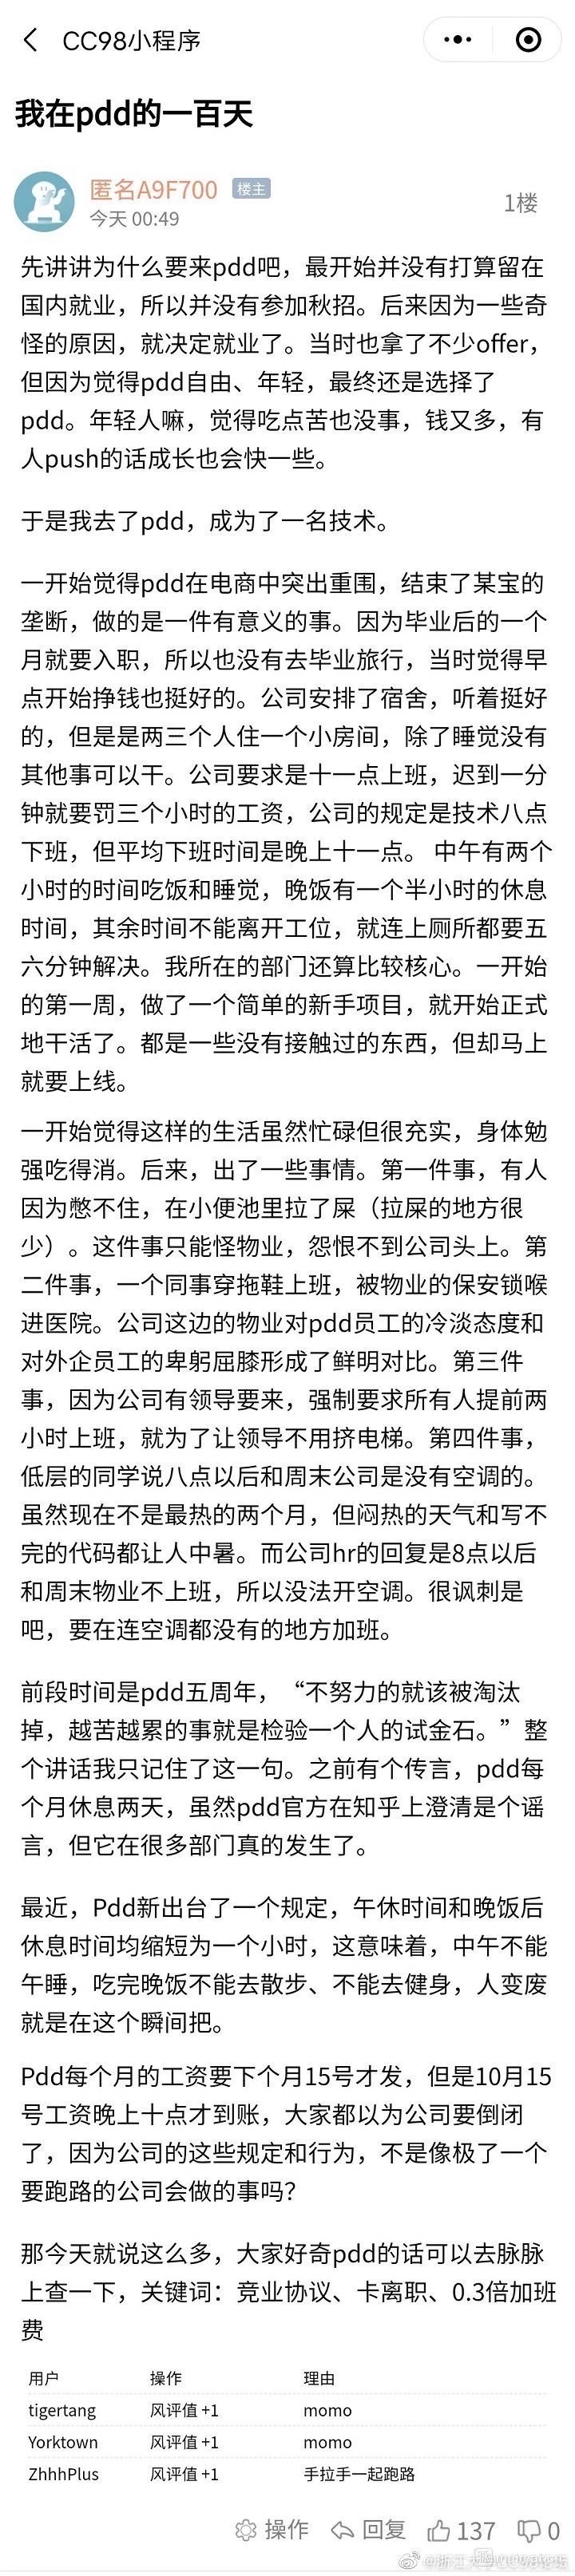 CC98小程序
我在pdd的一百天
匿名A9F700 楼主
今天 00:49
1楼
先讲讲为什么要来pdd吧，最开始并没有打算留在
国内就业，所以并没有参加秋招。后来因为一些奇
怪的原因，就决定就业了。当时也拿了不少offer，
但因为觉得pdd自由、年轻，最终还是选择了
pdd。年轻人嘛，觉得吃点苦也没事，钱又多，有
人push的话成长也会快一些。
于是我去了pdd，成为了一名技术。
一开始觉得pdd在电商中突出重围，结束了某宝的
垄断，做的是一件有意义的事。因为毕业后的一个
月就要入职，所以也没有去毕业旅行，当时觉得早
点开始挣钱也挺好的。公司安排了宿舍，听着挺好
的，但是是两三个人住一个小房间，除了睡觉没有
其他事可以干。公司要求是十一点上班，迟到一分
钟就要罚三个小时的工资，公司的规定是技术八点
下班，但平均下班时间是晚上十一点。 中午有两个
小时的时间吃饭和睡觉，晚饭有一个半小时的休息
时间，其余时间不能离开工位，就连上厕所都要五
六分钟解决。我所在的部门还算比较核心。一开始
的第一周，做了一个简单的新手项目，就开始正式
地干活了。都是一些没有接触过的东西，但却马上
就要上线。
一开始觉得这样的生活虽然忙碌但很充实，身体勉
强吃得消。后来，出了一些事情。第一件事，有人
因为憋不住，在小便池里拉了屎（拉屎的地方很
少）。这件事只能怪物业，怨恨不到公司头上。第
二件事，一个同事穿拖鞋上班，被物业的保安锁喉
进医院。公司这边的物业对pdd员工的冷淡态度和
对外企员工的卑躬屈膝形成了鲜明对比。第三件
事，因为公司有领导要来，强制要求所有人提前两
小时上班，就为了让领导不用挤电梯。第四件事，
低层的同学说八点以后和周末公司是没有空调的。
虽然现在不是最热的两个月，但闷热的天气和写不
完的代码都让人中暑。而公司hr的回复是8点以后
和周末物业不上班，所以没法开空调。很讽刺是
吧，要在连空调都没有的地方加班。
前段时间是pdd五周年，“不努力的就该被淘汰
掉，越苦越累的事就是检验一个人的试金石。”整
个讲话我只记住了这一句。之前有个传言，pdd每
个月休息两天，虽然pdd官方在知乎上澄清是个谣
言，但它在很多部门真的发生了。
最近，Pdd新出台了一个规定，午休时间和晚饭后
休息时间均缩短为一个小时，这意味着，中午不能
午睡，吃完晚饭不能去散步、不能去健身，人变废
就是在这个瞬间把。
Pdd每个月的工资要下个月15号才发，但是10月15
号工资晚上十点才到账，大家都以为公司要倒闭
了，因为公司的这些规定和行为，不是像极了一个
要跑路的公司会做的事吗？
那今天就说这么多，大家好奇pdd的话可以去脉脉
上查一下，关键词：竞业协议、卡离职、0.3倍加班
费
用户 操作 理由
tigertang 风评值 +1 momo
Yorktown 风评值 +1 momo
ZhhhPlus 风评值 +1 手拉手一起跑路
操作 回复 137 0